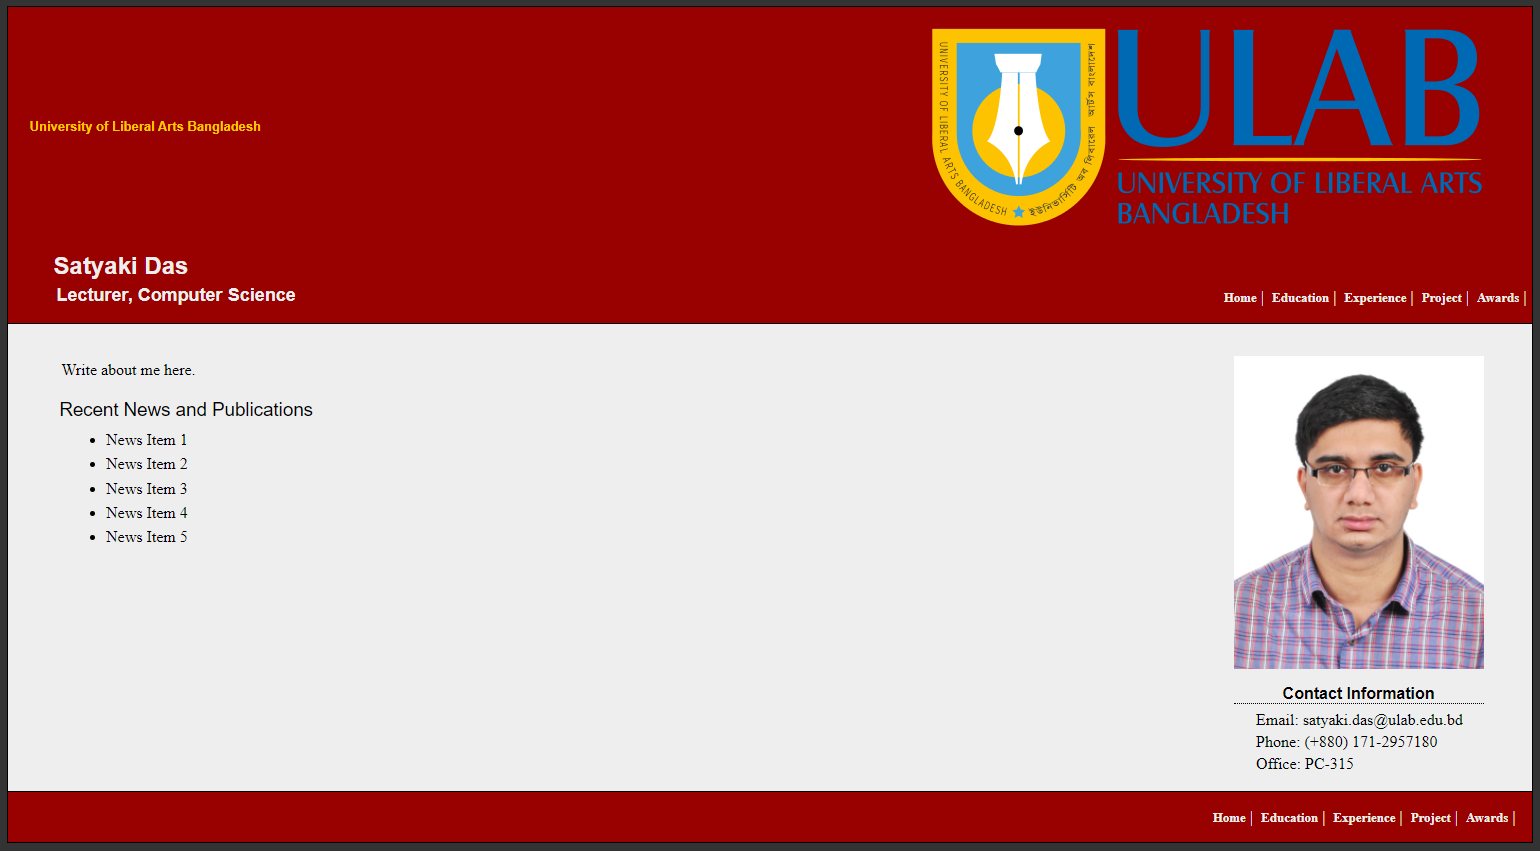 University of Liberal Arts Bangladesh
UNIVERSITY OF LIBERAL ARTS BANGLADESH
ইউনিভার্সিটি অব লিবারেল আর্টস বাংলাদেশ
ULAB
UNIVERSITY OF LIBERAL ARTS
BANGLADESH
Satyaki Das
Lecturer, Computer Science
Home | Education | Experience | Project | Awards |
Write about me here.
Recent News and Publications
• News Item 1
• News Item 2
• News Item 3
• News Item 4
• News Item 5
Contact Information
Email: satyaki.das@ulab.edu.bd
Phone: (+880) 171-2957180
Office: PC-315
Home | Education | Experience | Project | Awards |